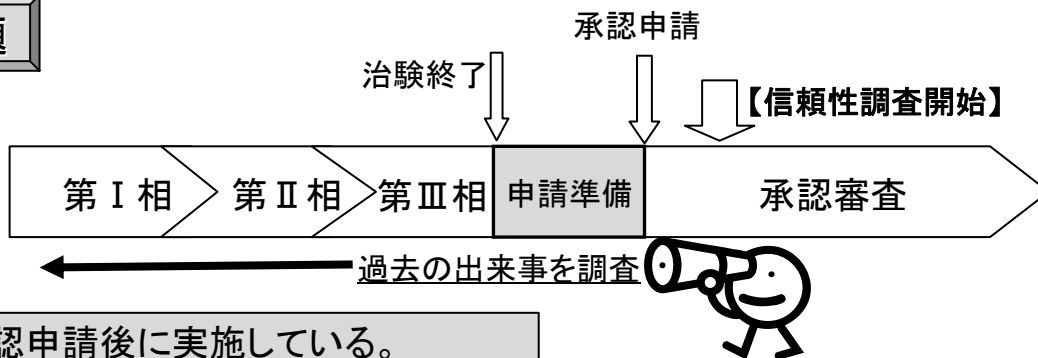 題
承認申請
治験終了
【信頼性調査開始】
第Ⅰ相 第Ⅱ相 第Ⅲ相 申請準備 承認審査
過去の出来事を調査
認申請後に実施している。